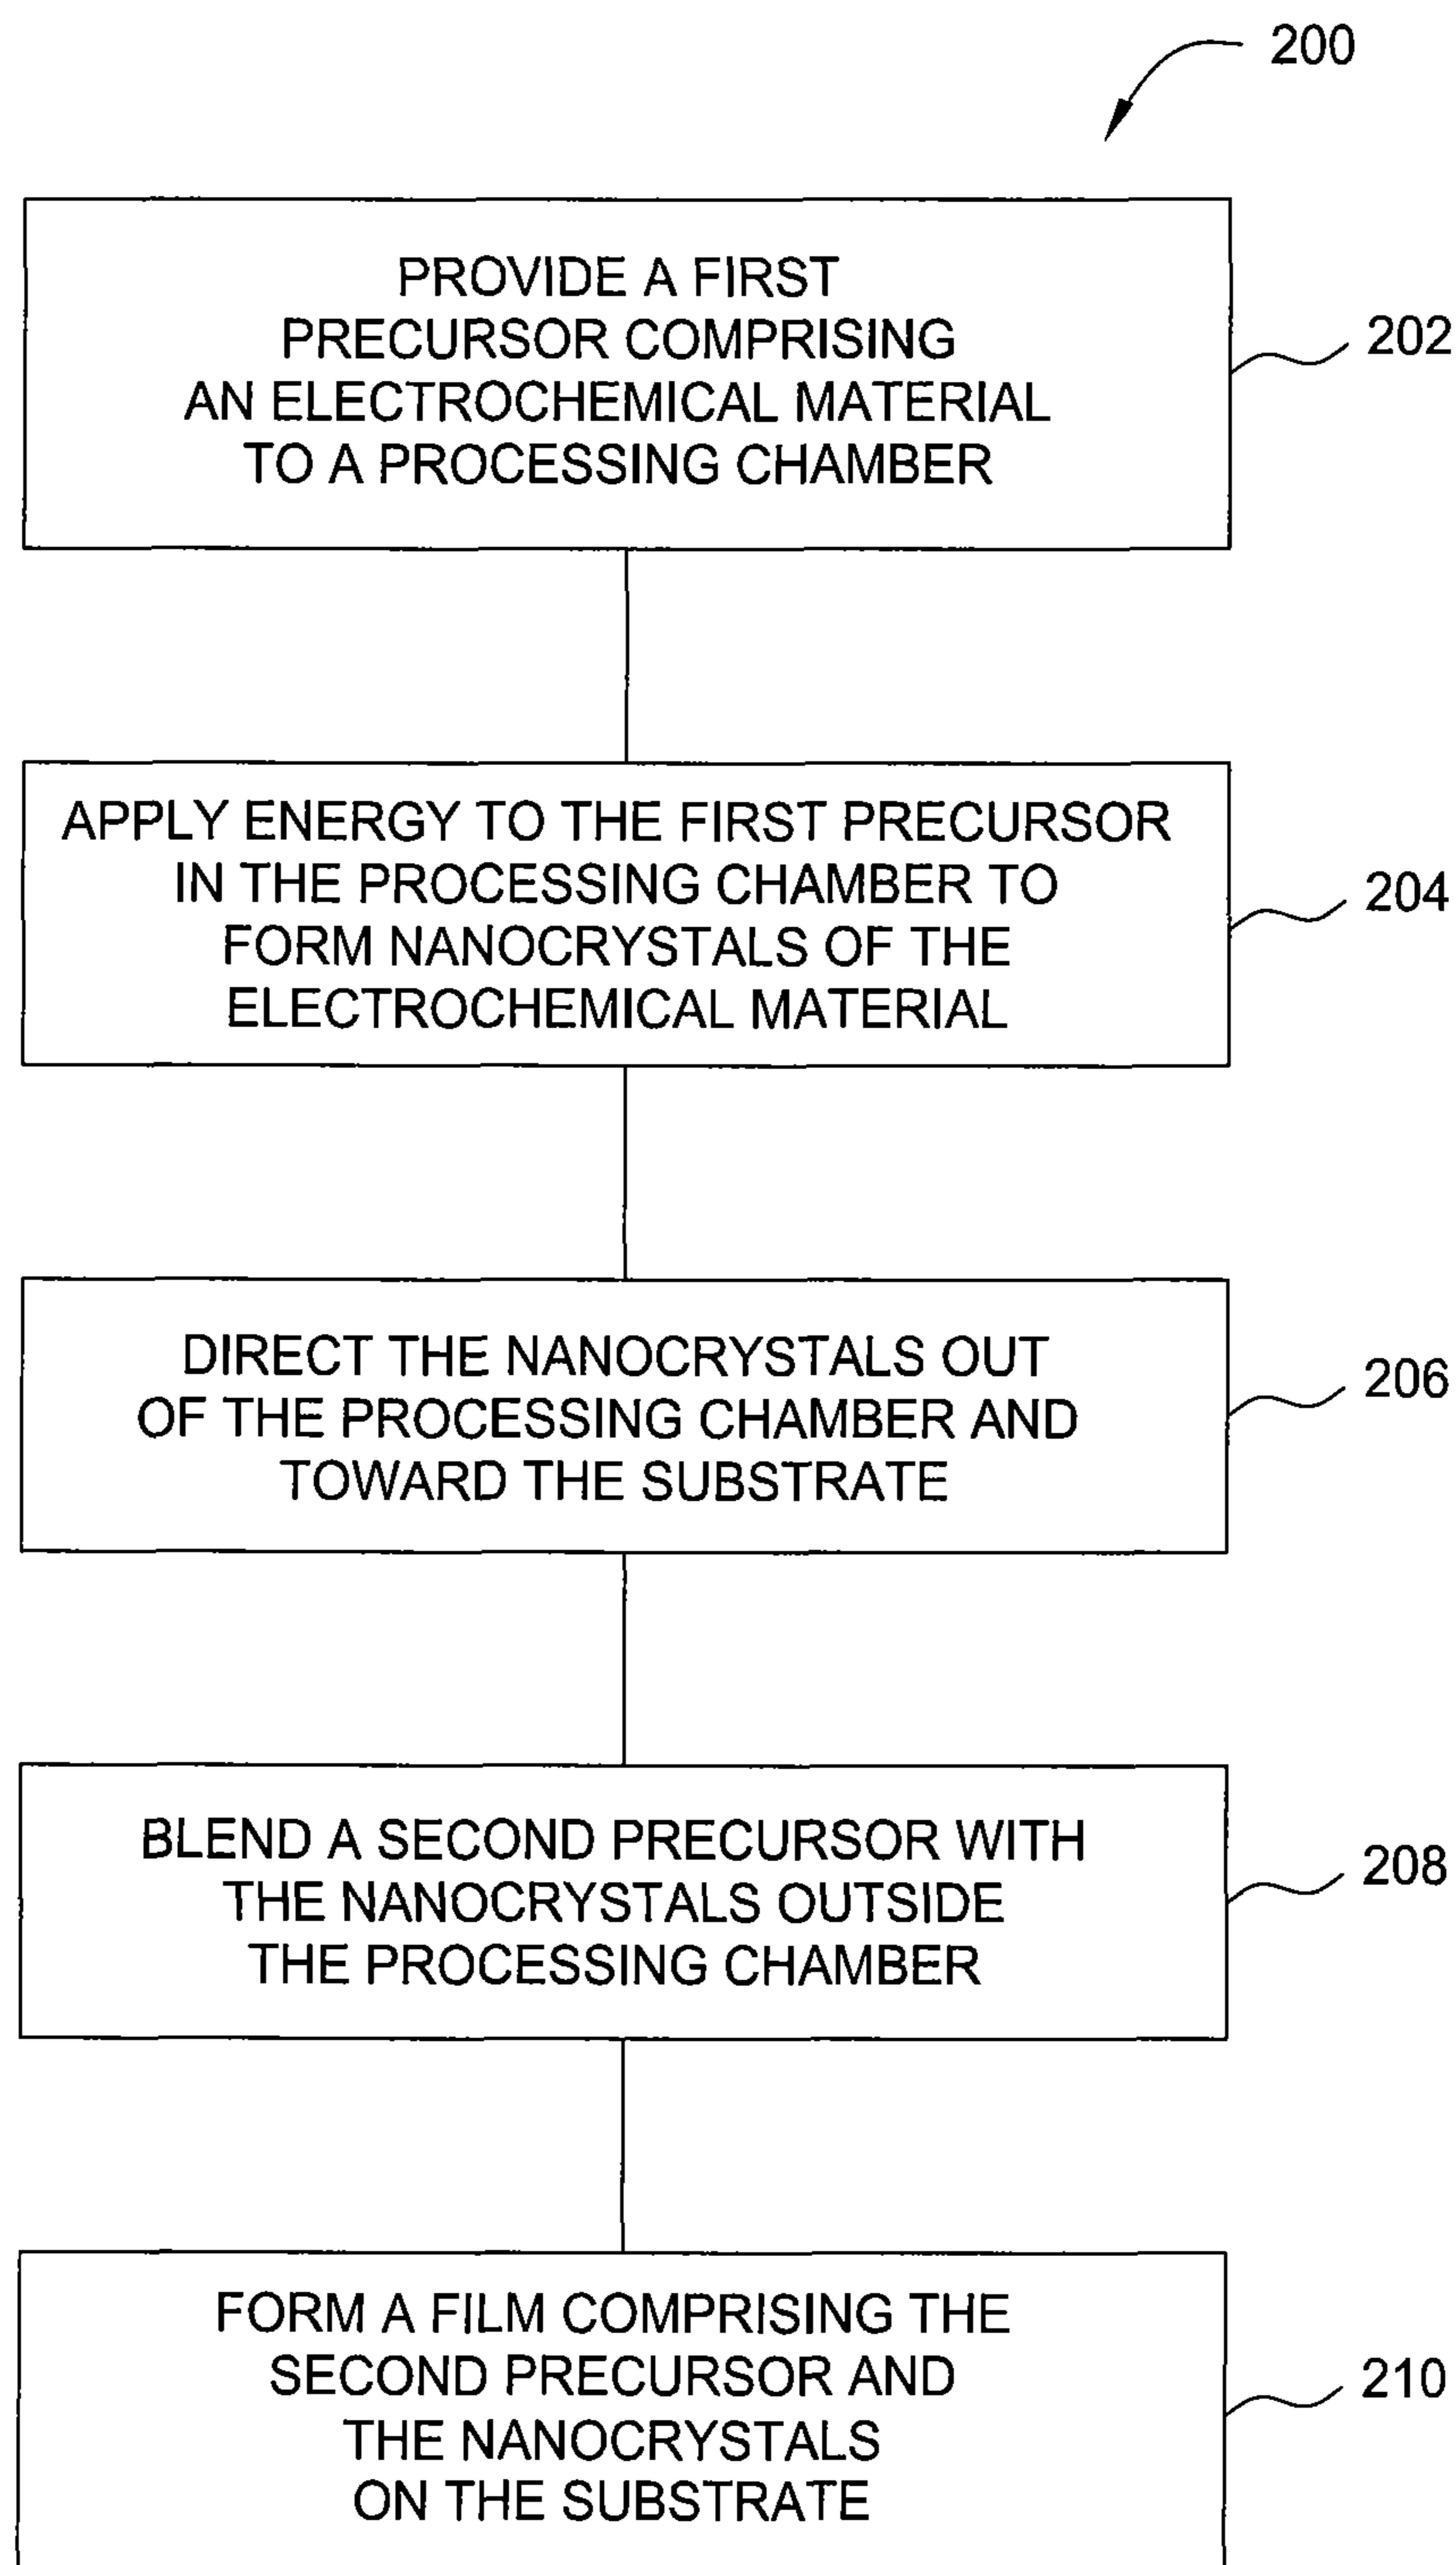 200
PROVIDE A FIRST
PRECURSOR COMPRISING
AN ELECTROCHEMICAL MATERIAL
TO A PROCESSING CHAMBER
202
APPLY ENERGY TO THE FIRST PRECURSOR
IN THE PROCESSING CHAMBER TO
FORM NANOCRYSTALS OF THE
ELECTROCHEMICAL MATERIAL
204
DIRECT THE NANOCRYSTALS OUT
OF THE PROCESSING CHAMBER AND
TOWARD THE SUBSTRATE
206
BLEND A SECOND PRECURSOR WITH
THE NANOCRYSTALS OUTSIDE
THE PROCESSING CHAMBER
208
FORM A FILM COMPRISING THE
SECOND PRECURSOR AND
THE NANOCRYSTALS
ON THE SUBSTRATE
210